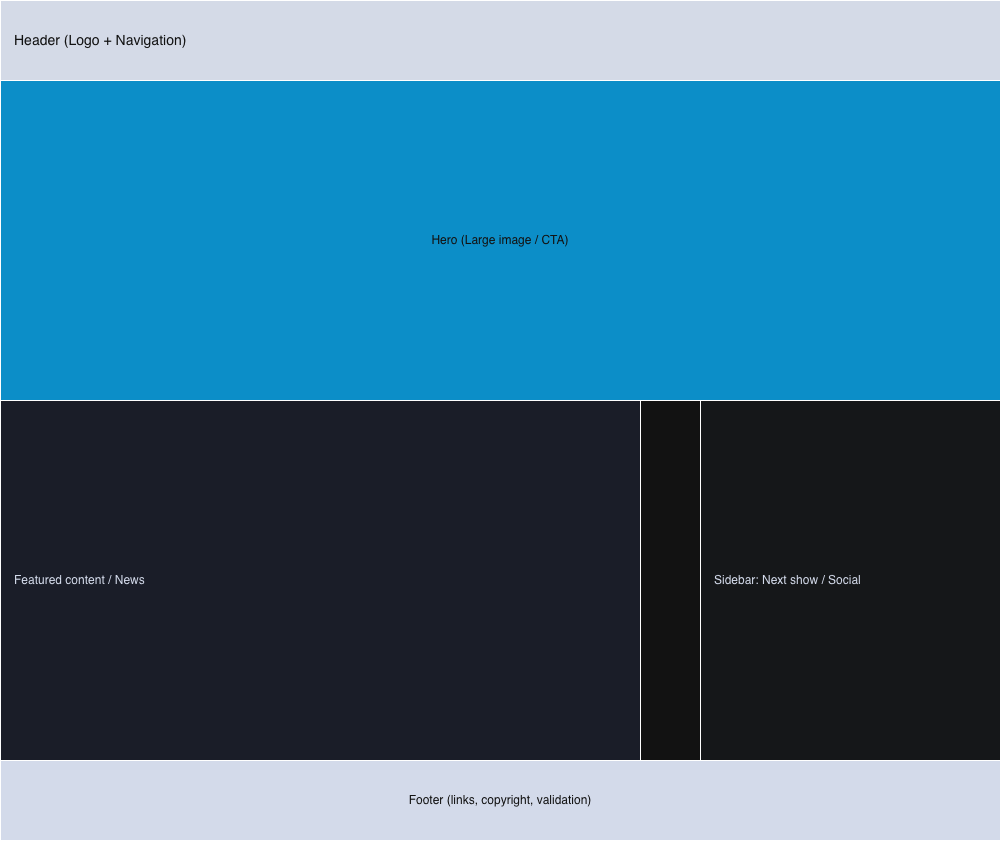 Header (Logo + Navigation)
Hero (Large image / CTA)
Featured content / News
Sidebar: Next show / Social
Footer (links, copyright, validation)